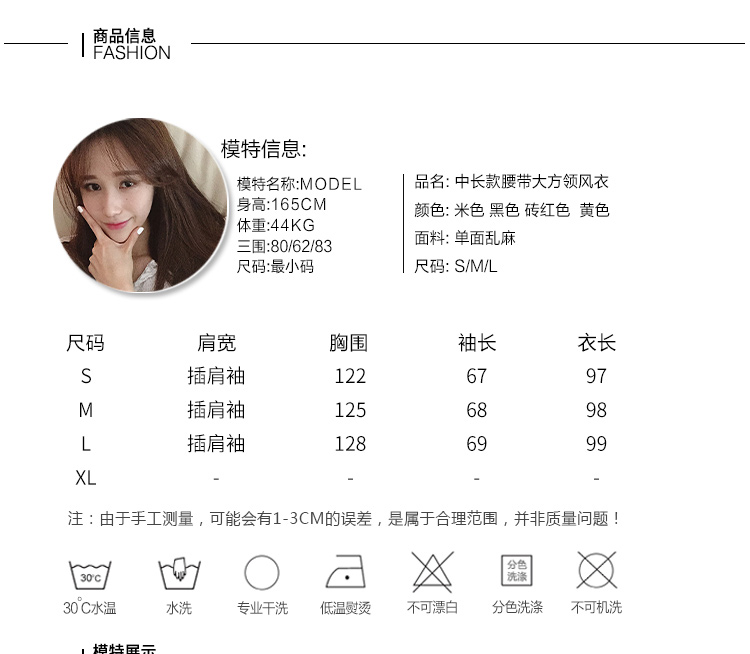 商品信息
FASHION
模特信息:
模特名称:MODEL
身高:165CM
体重:44KG
三围:80/62/83
尺码:最小码
品名: 中长款腰带大方领风衣
颜色: 米色 黑色 砖红色 黄色
面料: 单面乱麻
尺码: S/M/L
尺码 肩宽 胸围 袖长 衣长
S 插肩袖 122 67 97
M 插肩袖 125 68 98
L 插肩袖 128 69 99
XL - - - -
注：由于手工测量，可能会有1-3CM的误差，是属于合理范围，并非质量问题！
30°C
分色
洗涤
30°C水温 水洗 专业干洗 低温熨烫 不可漂白 分色洗涤 不可机洗
模特展示